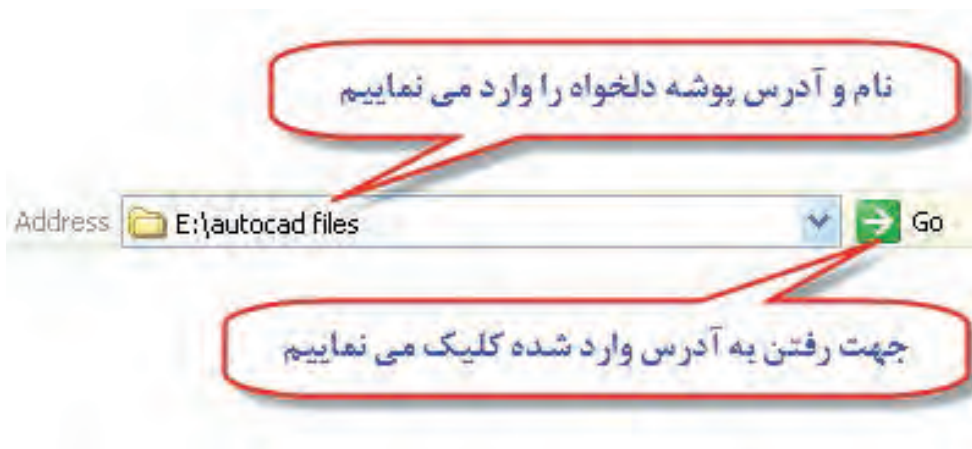 نام و آدرس پوشه دلخواه را وارد می نماییم
Address E:\autocad files Go
جهت رفتن به آدرس وارد شده کلیک می نماییم